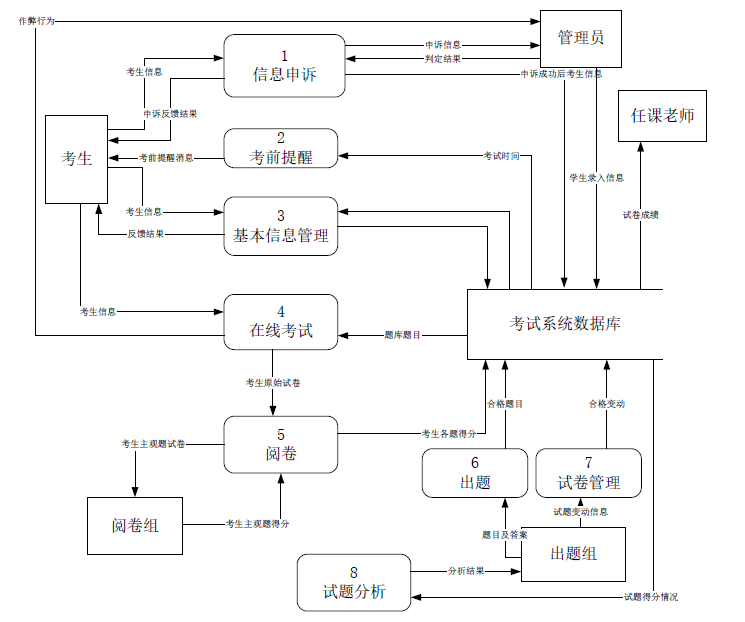 作弊行为
管理员
1
信息申诉
申诉信息
判定结果
考生信息
申诉成功后考生信息
申诉反馈结果
任课老师
考生
2
考前提醒
考前提醒消息
考试时间
学生录入信息
考生信息
3
基本信息管理
反馈结果
试卷成绩
考生信息
4
在线考试
题库题目
考试系统数据库
考生原始试卷
合格题目
合格变动
考生主观题试卷
5
阅卷
考生各题得分
6
出题
7
试卷管理
阅卷组
考生主观题得分
试题变动信息
题目及答案
出题组
8
试题分析
分析结果
试题得分情况